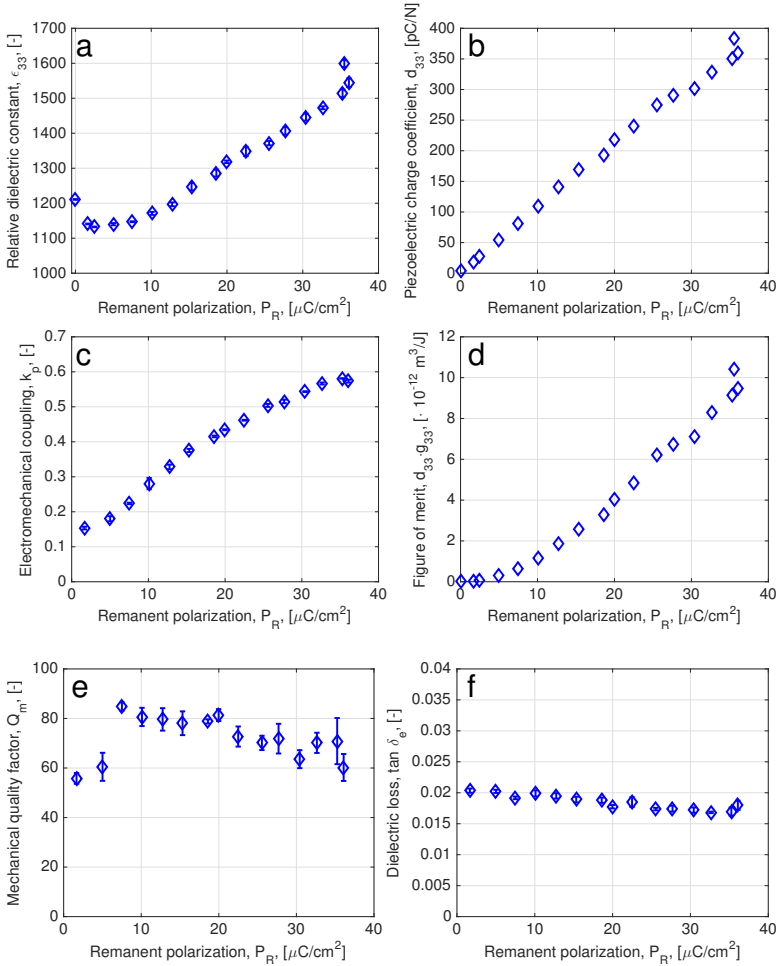 a
Relative dielectric constant, ϵ33, [-]
1700
1600
1500
1400
1300
1200
1100
1000
0 10 20 30 40
Remanent polarization, PR, [μC/cm²]
b
Piezoelectric charge coefficient, d33, [pC/N]
400
350
300
250
200
150
100
50
0
0 10 20 30 40
Remanent polarization, PR, [μC/cm²]
c
Electromechanical coupling, kp, [-]
0.7
0.6
0.5
0.4
0.3
0.2
0.1
0
0 10 20 30 40
Remanent polarization, PR, [μC/cm²]
d
Figure of merit, d33·g33, [· 10⁻¹² m³/J]
12
10
8
6
4
2
0
0 10 20 30 40
Remanent polarization, PR, [μC/cm²]
e
Mechanical quality factor, Qm, [-]
100
80
60
40
20
0
0 10 20 30 40
Remanent polarization, PR, [μC/cm²]
f
Dielectric loss, tan δe, [-]
0.04
0.035
0.03
0.025
0.02
0.015
0.01
0.005
0
0 10 20 30 40
Remanent polarization, PR, [μC/cm²]